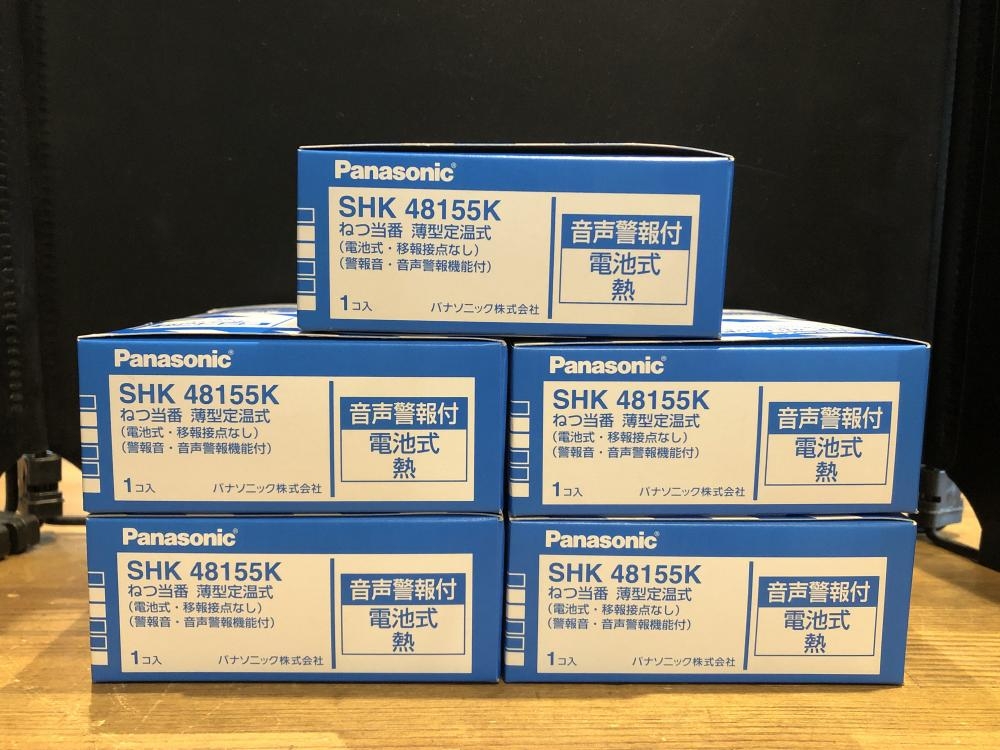 Panasonic
SHK 48155K
ねつ当番 薄型定温式
(電池式・移報接点なし)
(警報音・音声警報機能付)
1コ入
パナソニック株式会社
音声警報付
電池式
熱
Panasonic
SHK 48155K
ねつ当番 薄型定温式
(電池式・移報接点なし)
(警報音・音声警報機能付)
1コ入
パナソニック株式会社
音声警報付
電池式
熱
Panasonic
SHK 48155K
ねつ当番 薄型定温式
(電池式・移報接点なし)
(警報音・音声警報機能付)
1コ入
パナソニック株式会社
音声警報付
電池式
熱
Panasonic
SHK 48155K
ねつ当番 薄型定温式
(電池式・移報接点なし)
(警報音・音声警報機能付)
1コ入
パナソニック株式会社
音声警報付
電池式
熱
Panasonic
SHK 48155K
ねつ当番 薄型定温式
(電池式・移報接点なし)
(警報音・音声警報機能付)
1コ入
パナソニック株式会社
音声警報付
電池式
熱